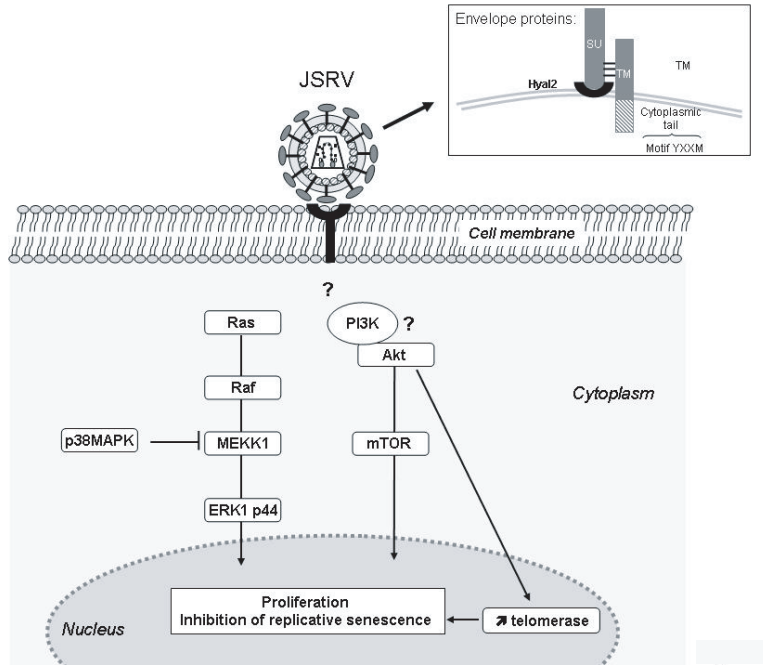 Envelope proteins:
SU
TM
TM
Hyal2
Cytoplasmic
tail
Motif YXXM
JSRV
Cell membrane
?
Ras
PI3K
?
Akt
Raf
Cytoplasm
p38MAPK
MEKK1
mTOR
ERK1 p44
Proliferation
Inhibition of replicative senescence
↗ telomerase
Nucleus